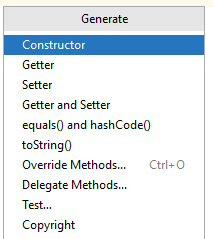 Generate
Constructor
Getter
Setter
Getter and Setter
equals() and hashCode()
toString()
Override Methods... Ctrl+O
Delegate Methods...
Test...
Copyright